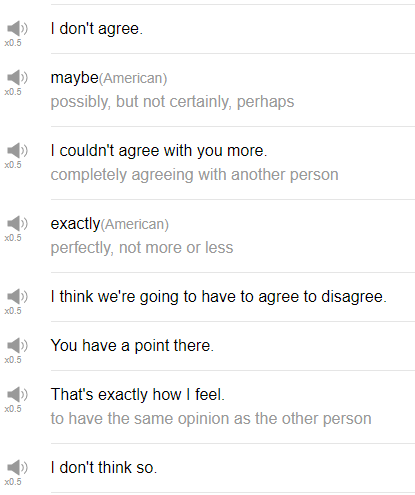 I don't agree.
x0.5
maybe(American)
x0.5
possibly, but not certainly, perhaps
I couldn't agree with you more.
x0.5
completely agreeing with another person
exactly(American)
x0.5
perfectly, not more or less
I think we're going to have to agree to disagree.
x0.5
You have a point there.
x0.5
That's exactly how I feel.
x0.5
to have the same opinion as the other person
I don't think so.
x0.5